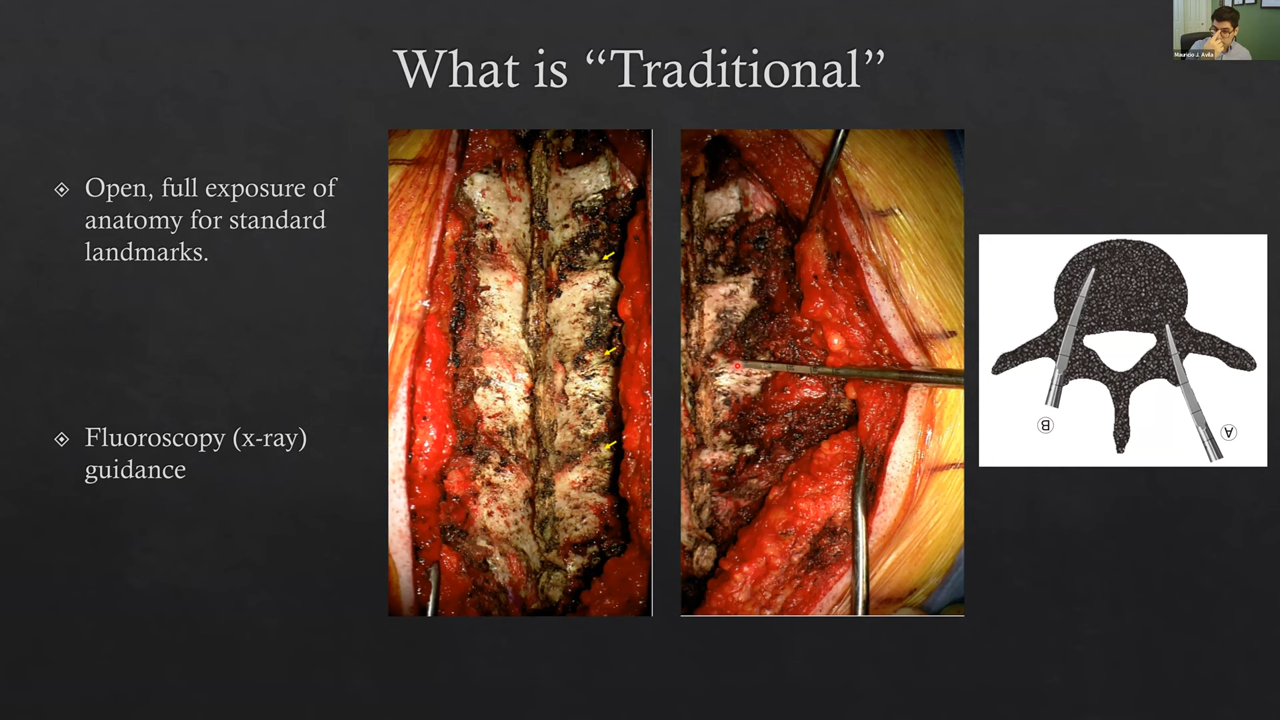 Mauricio J. Avila
What is “Traditional”
Open, full exposure of
anatomy for standard
landmarks.
Fluoroscopy (x-ray)
guidance
B
A